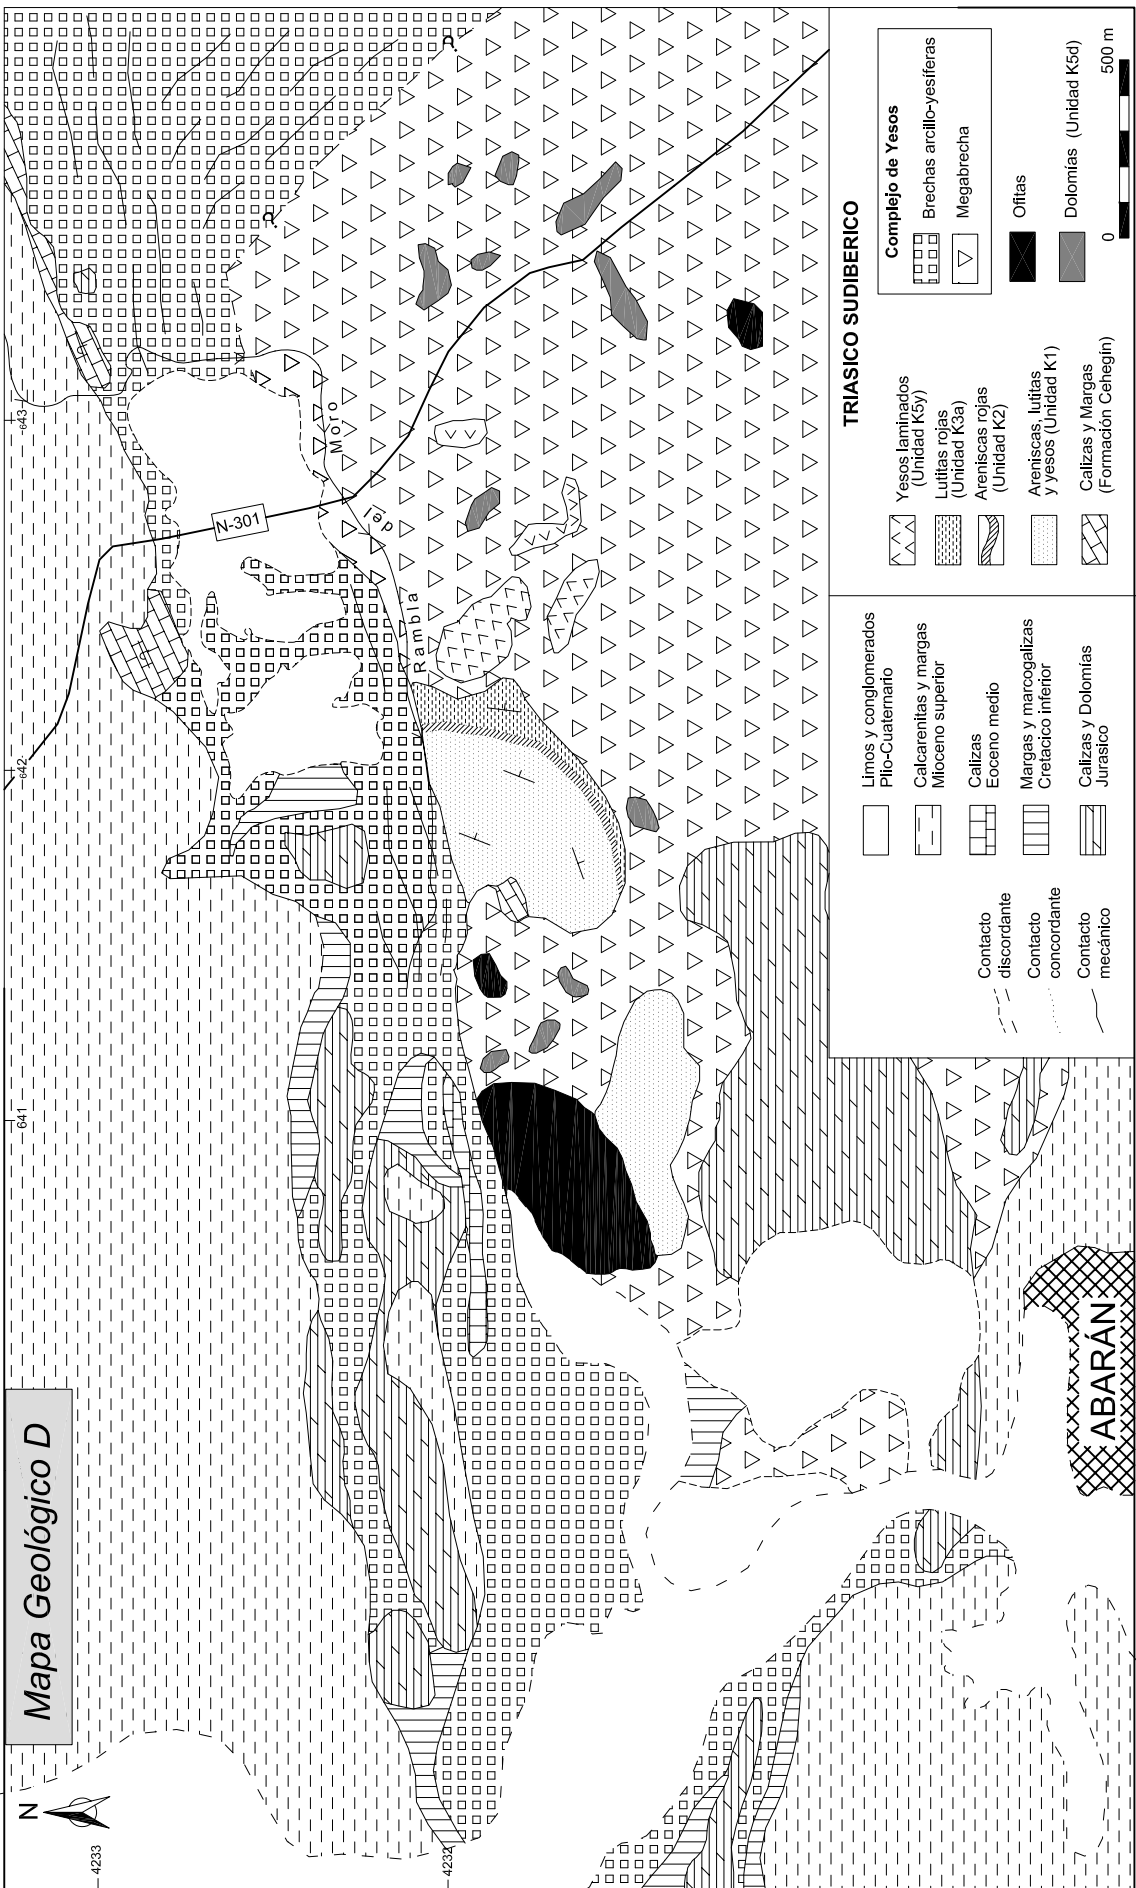 Mapa Geológico D
N
4233
4232
641
642
643
N-301
Rambla
del
Moro
?
?
ABARÁN
Contacto
discordante
Contacto
concordante
Contacto
mecánico
Limos y conglomerados
Plio-Cuaternario
Calcarenitas y margas
Mioceno superior
Calizas
Eoceno medio
Margas y marcogalizas
Cretacico inferior
Calizas y Dolomías
Jurasico
TRIASICO SUDIBERICO
Yesos laminados
(Unidad K5y)
Lutitas rojas
(Unidad K3a)
Areniscas rojas
(Unidad K2)
Areniscas, lutitas
y yesos (Unidad K1)
Calizas y Margas
(Formación Cehegín)
Complejo de Yesos
Brechas arcillo-yesíferas
Megabrecha
Ofitas
Dolomías (Unidad K5d)
0
500 m